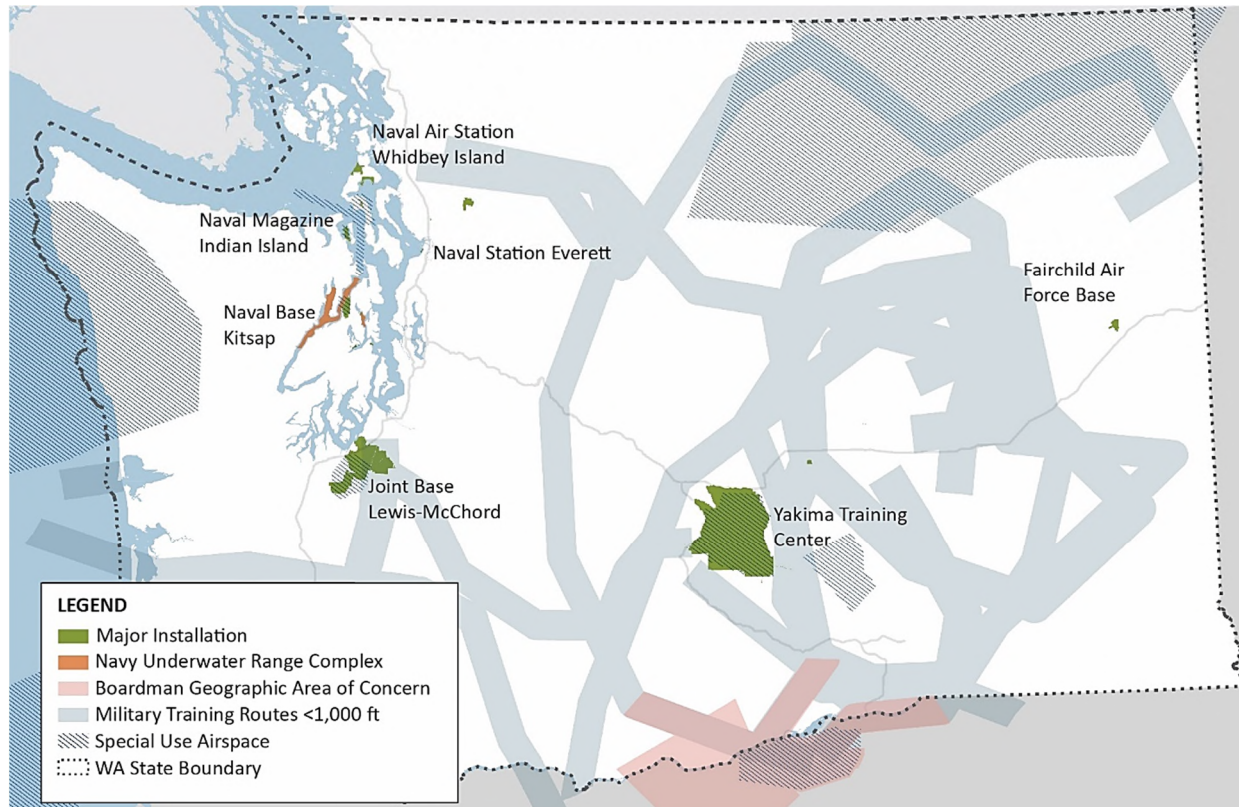 Naval Air Station
Whidbey Island
Naval Magazine
Indian Island
Naval Station Everett
Fairchild Air
Force Base
Naval Base
Kitsap
Joint Base
Lewis-McChord
Yakima Training
Center
LEGEND
Major Installation
Navy Underwater Range Complex
Boardman Geographic Area of Concern
Military Training Routes <1,000 ft
Special Use Airspace
WA State Boundary